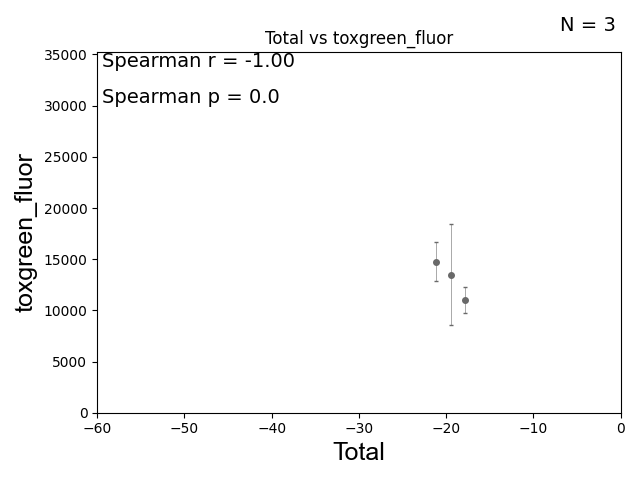 N = 3
Total vs toxgreen_fluor
Spearman r = -1.00
Spearman p = 0.0
35000
30000
25000
20000
15000
10000
5000
0
toxgreen_fluor
−60 −50 −40 −30 −20 −10 0
Total